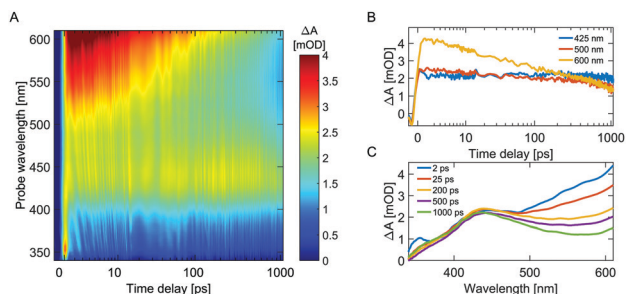 A
ΔA
[mOD]
600
550
500
450
400
350
Probe wavelength [nm]
0
10
100
1000
Time delay [ps]
4
3.5
3
2.5
2
1.5
1
0.5
0
B
4
3
2
1
0
ΔA [mOD]
425 nm
500 nm
600 nm
0
10
100
1000
Time delay [ps]
C
4
3
2
1
0
ΔA [mOD]
2 ps
25 ps
200 ps
500 ps
1000 ps
400
500
600
Wavelength [nm]